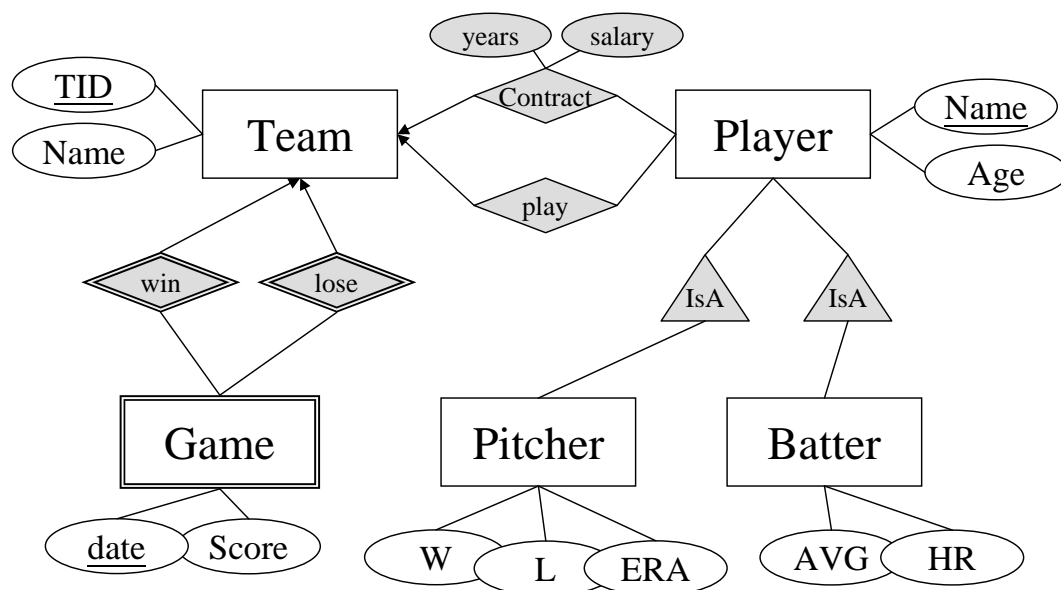 years
salary
TID
Contract
Name
Team
Player
Name
Age
play
win
lose
IsA
IsA
Game
Pitcher
Batter
date
Score
W
L
ERA
AVG
HR